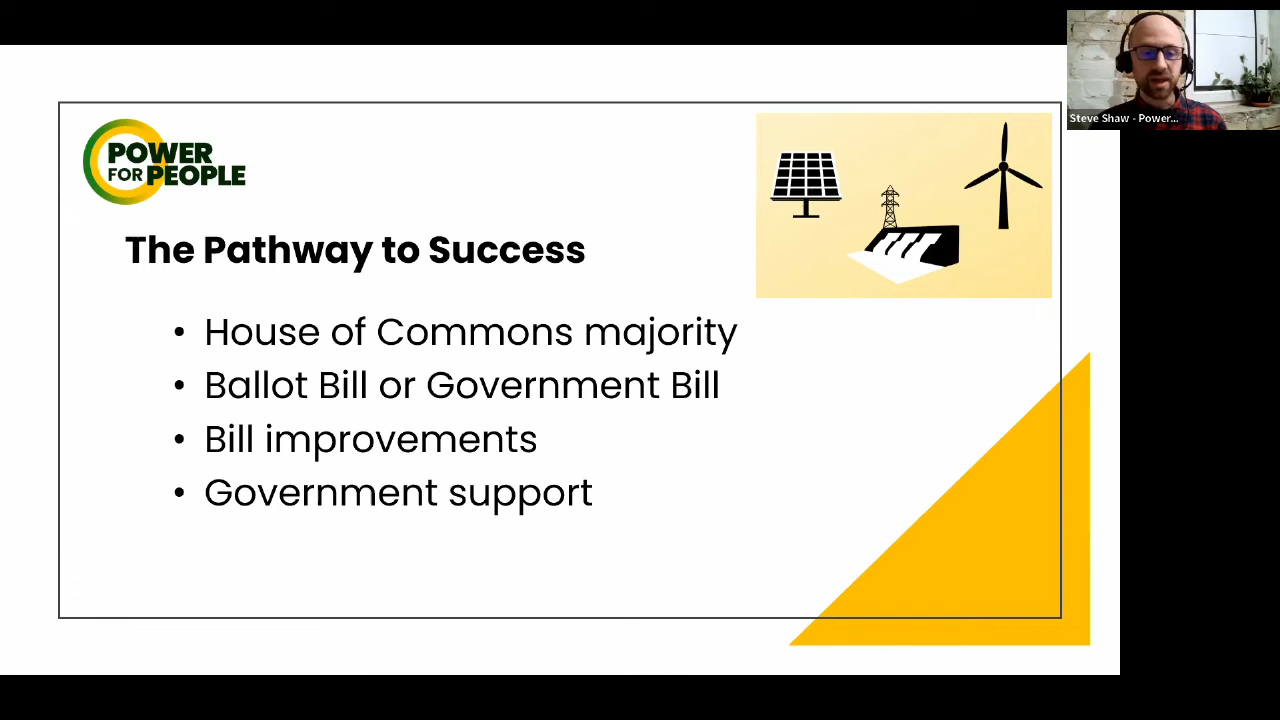 Steve Shaw - Power...
POWER
FOR PEOPLE
The Pathway to Success
• House of Commons majority
• Ballot Bill or Government Bill
• Bill improvements
• Government support